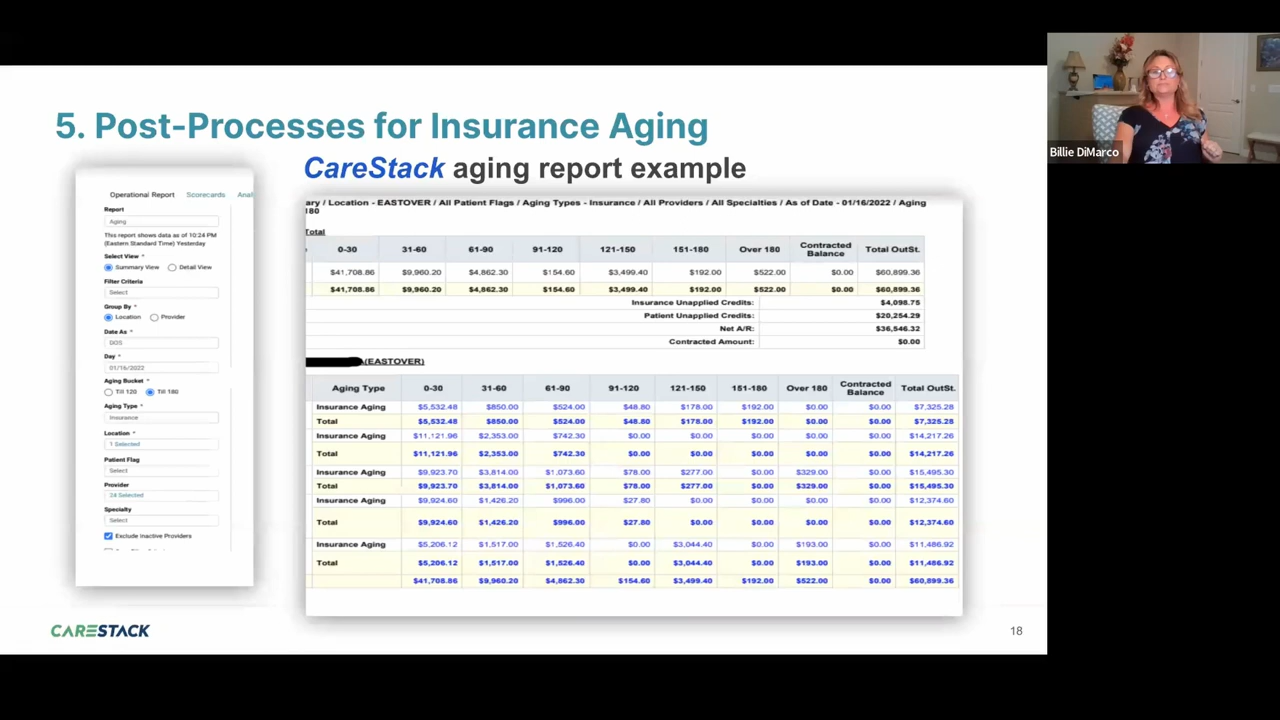 5. Post-Processes for Insurance Aging
CareStack aging report example
Operational Report Scorecards Anal
Report
Aging
This report shows data as of 10:24 PM
(Eastern Standard Time) Yesterday
Select View *
Summary View Detail View
Filter Criteria
Select
Group By *
Location Provider
Date As *
DOS
Day *
01/16/2022
Aging Bucket *
Till 120 Till 180
Aging Type *
Insurance
Location *
1 Selected
Patient Flag
Select
Provider
24 Selected
Specialty
Select
Exclude Inactive Providers
ary / Location - EASTOVER / All Patient Flags / Aging Types - Insurance / All Providers / All Specialties / As of Date - 01/16/2022 / Aging
180
Total
0-30 31-60 61-90 91-120 121-150 151-180 Over 180 Contracted Balance Total OutSt.
$41,708.86 $9,960.20 $4,862.30 $154.60 $3,499.40 $192.00 $522.00 $0.00 $60,899.36
$41,708.86 $9,960.20 $4,862.30 $154.60 $3,499.40 $192.00 $522.00 $0.00 $60,899.36
Insurance Unapplied Credits: $4,098.75
Patient Unapplied Credits: $20,254.29
Net A/R: $36,546.32
Contracted Amount: $0.00
(EASTOVER)
Aging Type 0-30 31-60 61-90 91-120 121-150 151-180 Over 180 Contracted Balance Total OutSt.
Insurance Aging $5,532.48 $850.00 $524.00 $48.80 $178.00 $192.00 $0.00 $0.00 $7,325.28
Total $5,532.48 $850.00 $524.00 $48.80 $178.00 $192.00 $0.00 $0.00 $7,325.28
Insurance Aging $11,121.96 $2,353.00 $742.30 $0.00 $0.00 $0.00 $0.00 $0.00 $14,217.26
Total $11,121.96 $2,353.00 $742.30 $0.00 $0.00 $0.00 $0.00 $0.00 $14,217.26
Insurance Aging $9,923.70 $3,814.00 $1,073.60 $78.00 $277.00 $0.00 $329.00 $0.00 $15,495.30
Total $9,923.70 $3,814.00 $1,073.60 $78.00 $277.00 $0.00 $329.00 $0.00 $15,495.30
Insurance Aging $9,924.60 $1,426.20 $996.00 $27.80 $0.00 $0.00 $0.00 $0.00 $12,374.60
Total $9,924.60 $1,426.20 $996.00 $27.80 $0.00 $0.00 $0.00 $0.00 $12,374.60
Insurance Aging $5,206.12 $1,517.00 $1,526.40 $0.00 $3,044.40 $0.00 $193.00 $0.00 $11,486.92
Total $5,206.12 $1,517.00 $1,526.40 $0.00 $3,044.40 $0.00 $193.00 $0.00 $11,486.92
$41,708.86 $9,960.20 $4,862.30 $154.60 $3,499.40 $192.00 $522.00 $0.00 $60,899.36
CARESTACK
18
Billie DiMarco